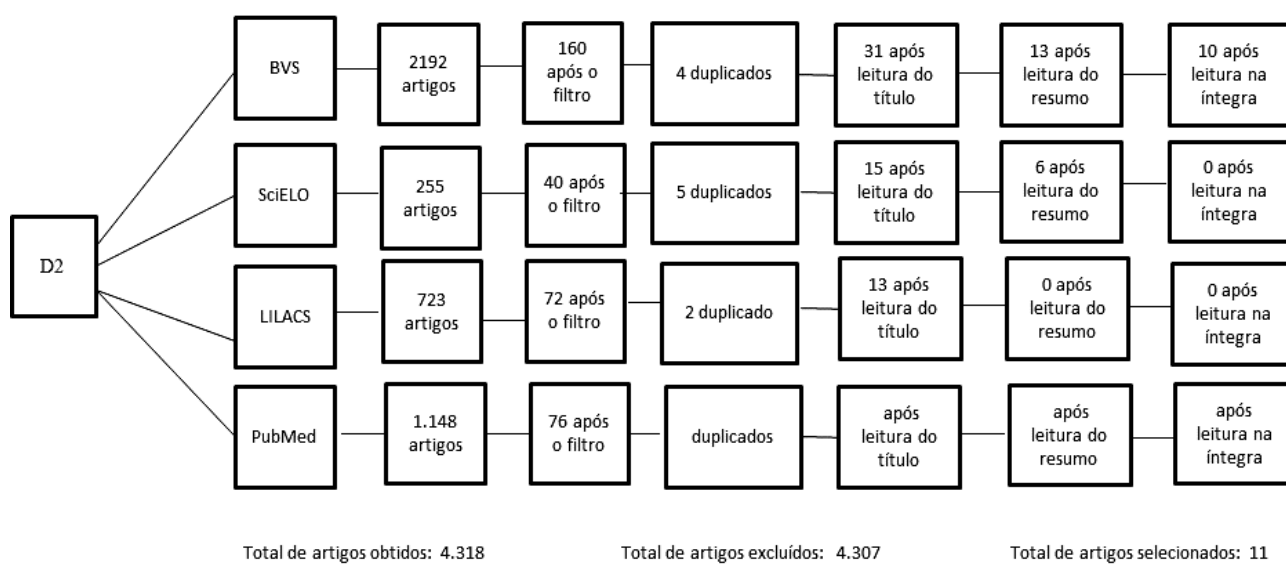 D2
BVS
2192
artigos
160
após o
filtro
4 duplicados
31 após
leitura do
título
13 após
leitura do
resumo
10 após
leitura na
íntegra
SciELO
255
artigos
40 após
o filtro
5 duplicados
15 após
leitura do
título
6 após
leitura do
resumo
0 após
leitura na
íntegra
LILACS
723
artigos
72 após
o filtro
2 duplicado
13 após
leitura do
título
0 após
leitura do
resumo
0 após
leitura na
íntegra
PubMed
1.148
artigos
76 após
o filtro
duplicados
após
leitura do
título
após
leitura do
resumo
após
leitura na
íntegra
Total de artigos obtidos: 4.318
Total de artigos excluídos: 4.307
Total de artigos selecionados: 11